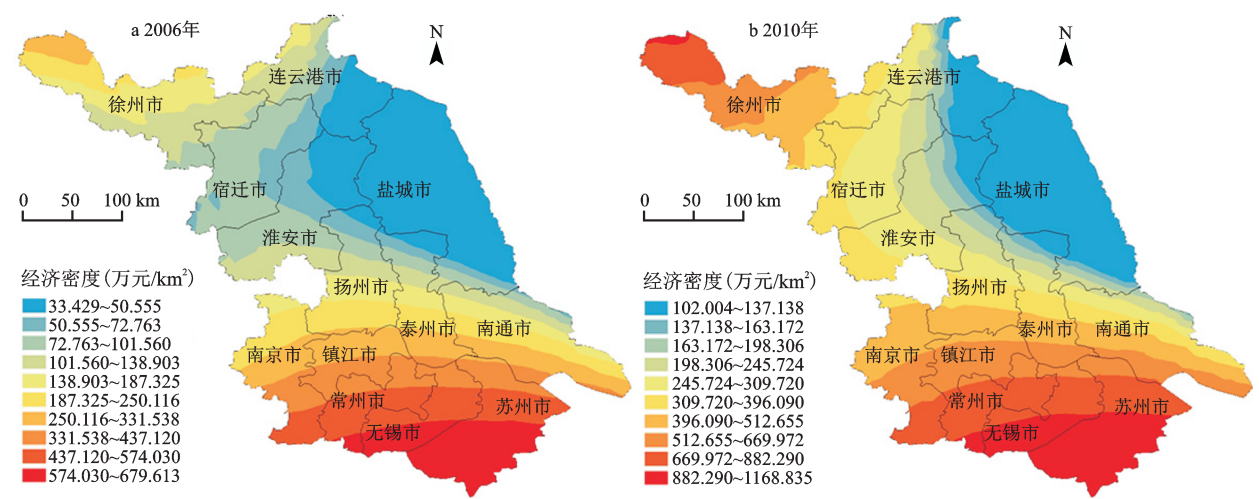 a 2006年
N
连云港市
徐州市
宿迁市
盐城市
0 50 100 km
淮安市
经济密度(万元/km²)
扬州市
33.429~50.555
50.555~72.763
72.763~101.560
101.560~138.903
138.903~187.325
187.325~250.116
250.116~331.538
331.538~437.120
437.120~574.030
574.030~679.613
泰州市
南通市
南京市
镇江市
常州市
苏州市
无锡市
b 2010年
N
连云港市
徐州市
宿迁市
盐城市
0 50 100 km
淮安市
经济密度(万元/km²)
扬州市
102.004~137.138
137.138~163.172
163.172~198.306
198.306~245.724
245.724~309.720
309.720~396.090
396.090~512.655
512.655~669.972
669.972~882.290
882.290~1168.835
泰州市
南通市
南京市
镇江市
常州市
苏州市
无锡市